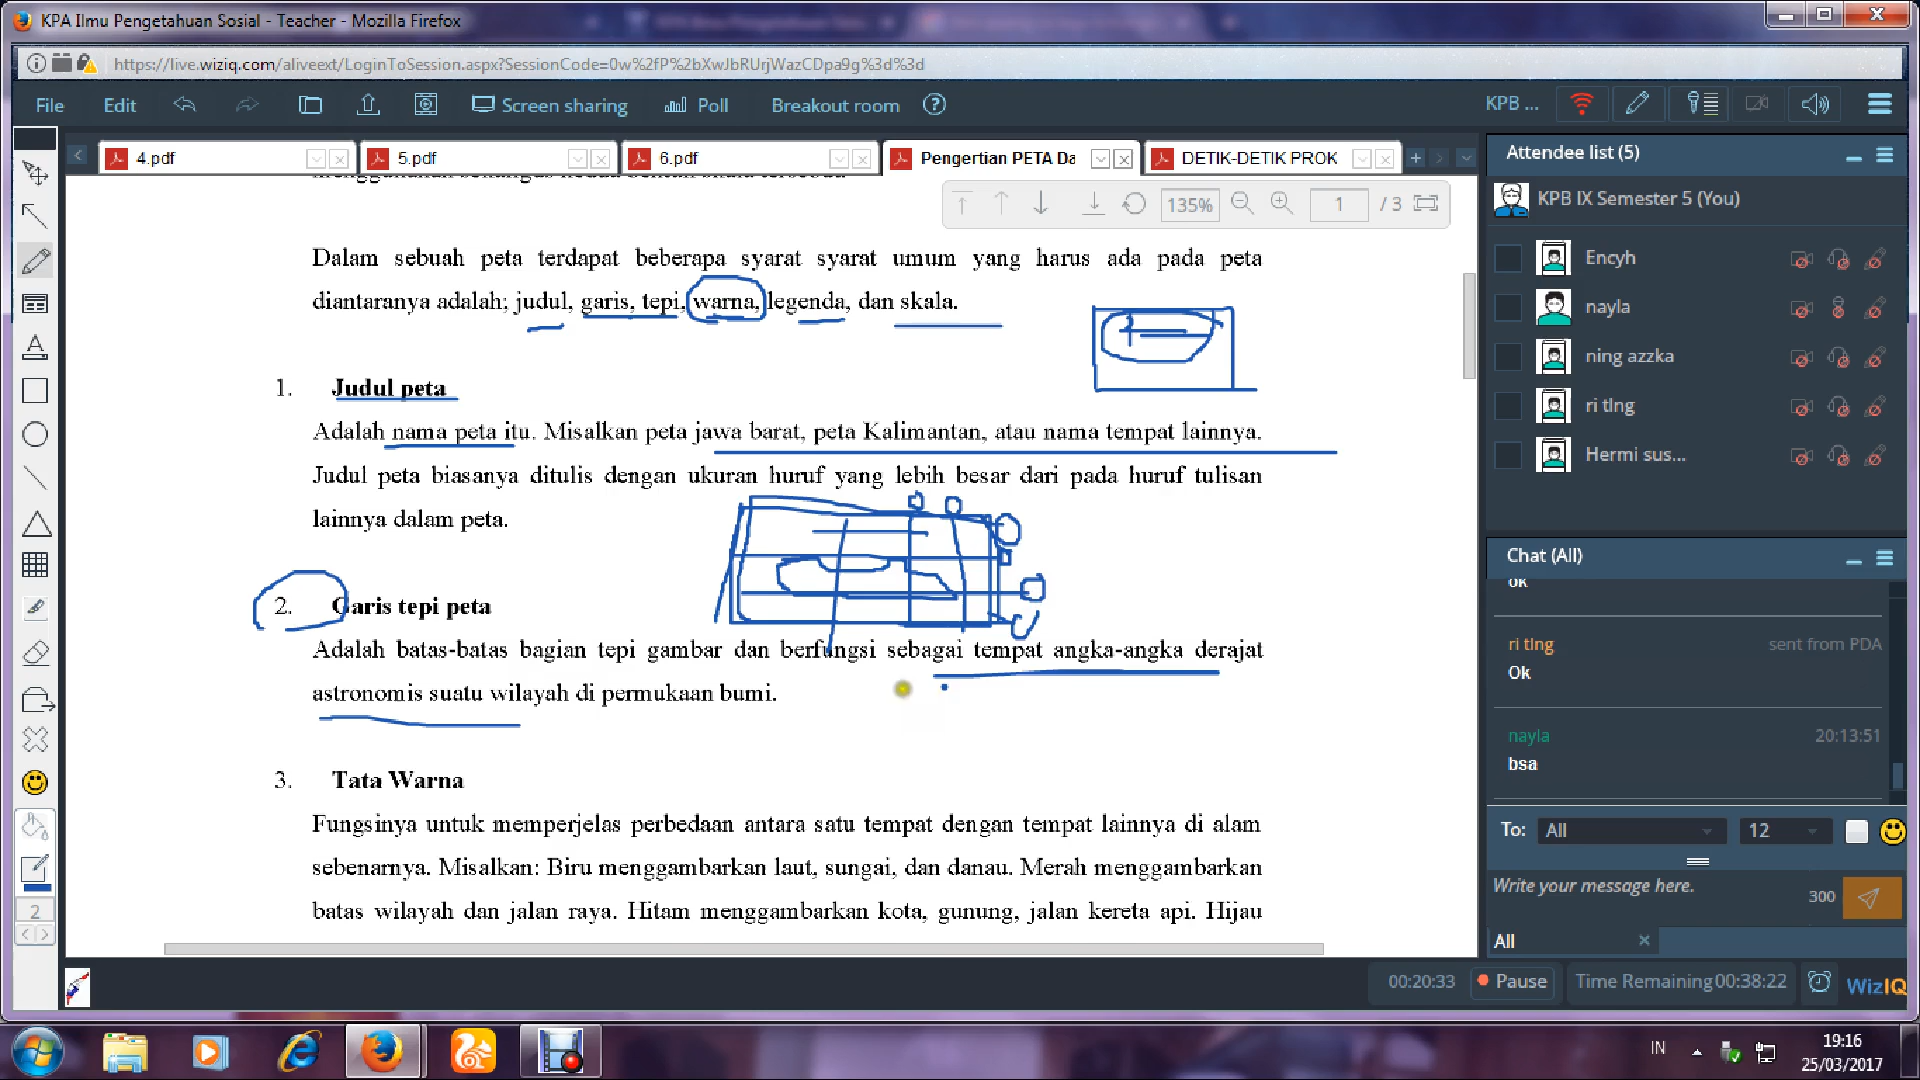 KPA Ilmu Pengetahuan Sosial - Teacher - Mozilla Firefox
https://live.wiziq.com/aliveext/LoginToSession.aspx?SessionCode=0w%2fP%2bXwJbRUrjWazCDpa9g%3d%3d
File Edit Screen sharing Poll Breakout room ? KPB ...
4.pdf 5.pdf 6.pdf Pengertian PETA Da DETIK-DETIK PROK
135% 1 / 3
Dalam sebuah peta terdapat beberapa syarat syarat umum yang harus ada pada peta
diantaranya adalah; judul, garis, tepi, warna, legenda, dan skala.
1. Judul peta
Adalah nama peta itu. Misalkan peta jawa barat, peta Kalimantan, atau nama tempat lainnya.
Judul peta biasanya ditulis dengan ukuran huruf yang lebih besar dari pada huruf tulisan
lainnya dalam peta.
2. Garis tepi peta
Adalah batas-batas bagian tepi gambar dan berfungsi sebagai tempat angka-angka derajat
astronomis suatu wilayah di permukaan bumi.
3. Tata Warna
Fungsinya untuk memperjelas perbedaan antara satu tempat dengan tempat lainnya di alam
sebenarnya. Misalkan: Biru menggambarkan laut, sungai, dan danau. Merah menggambarkan
batas wilayah dan jalan raya. Hitam menggambarkan kota, gunung, jalan kereta api. Hijau
2
Attendee list (5)
KPB IX Semester 5 (You)
Encyh
nayla
ning azzka
ri tIng
Hermi sus...
Chat (All)
ok
ri tIng sent from PDA
Ok
nayla 20:13:51
bsa
To: All 12
Write your message here. 300
All
00:20:33 Pause Time Remaining 00:38:22 WizIQ
IN 19:16
25/03/2017